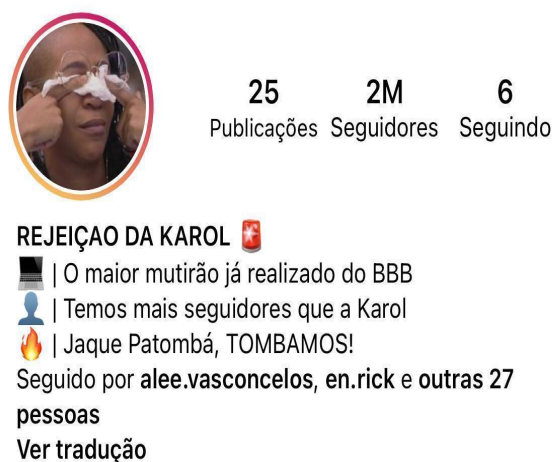 25 2M 6
Publicações Seguidores Seguindo
REJEIÇAO DA KAROL 🚨
💻 | O maior mutirão já realizado do BBB
👤 | Temos mais seguidores que a Karol
🔥 | Jaque Patombá, TOMBAMOS!
Seguido por alee.vasconcelos, en.rick e outras 27
pessoas
Ver tradução